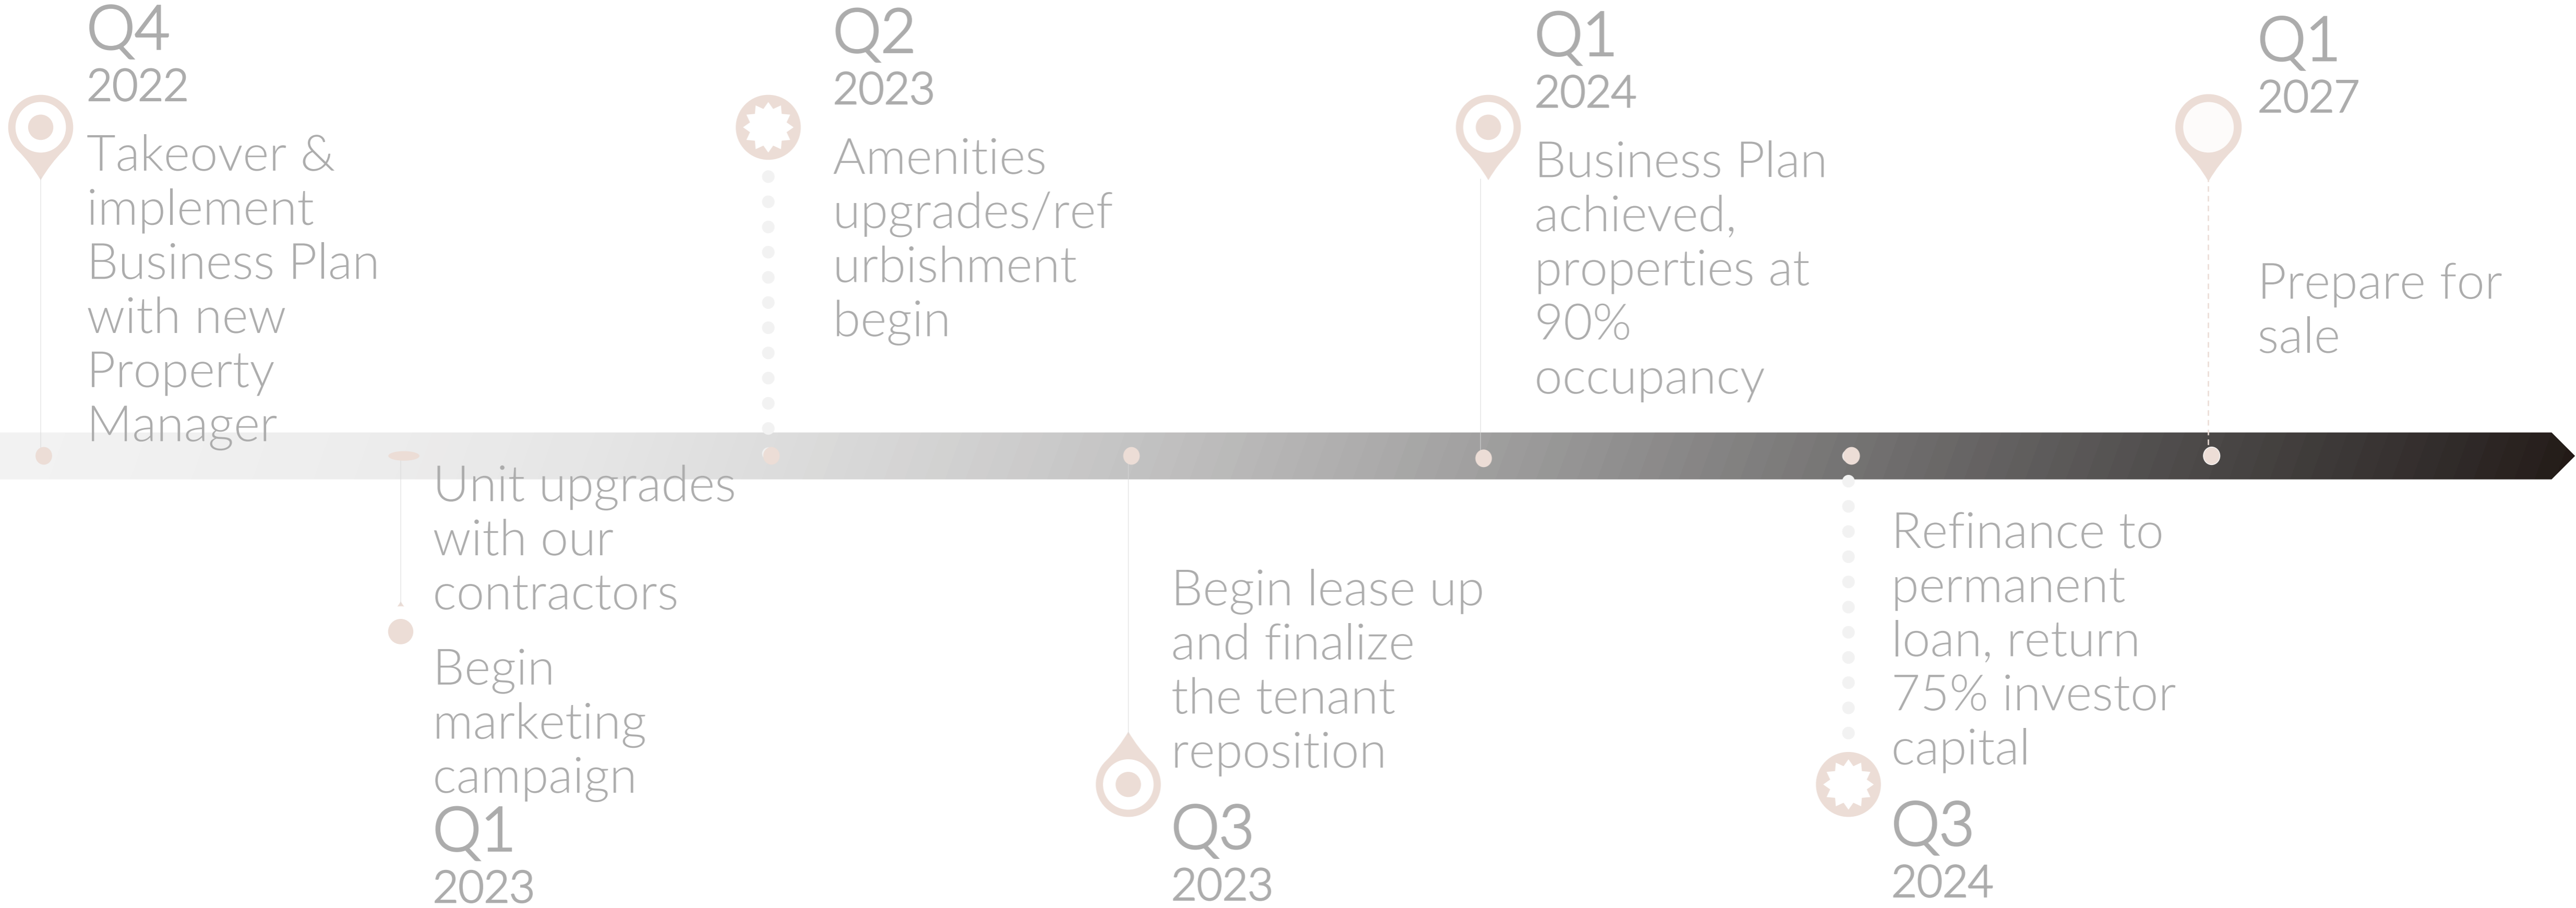 Q4
2022
Takeover &
implement
Business Plan
with new
Property
Manager
Unit upgrades
with our
contractors
Begin
marketing
campaign
Q1
2023
Q2
2023
Amenities
upgrades/ref
urbishment
begin
Begin lease up
and finalize
the tenant
reposition
Q3
2023
Q1
2024
Business Plan
achieved,
properties at
90%
occupancy
Refinance to
permanent
loan, return
75% investor
capital
Q3
2024
Q1
2027
Prepare for
sale